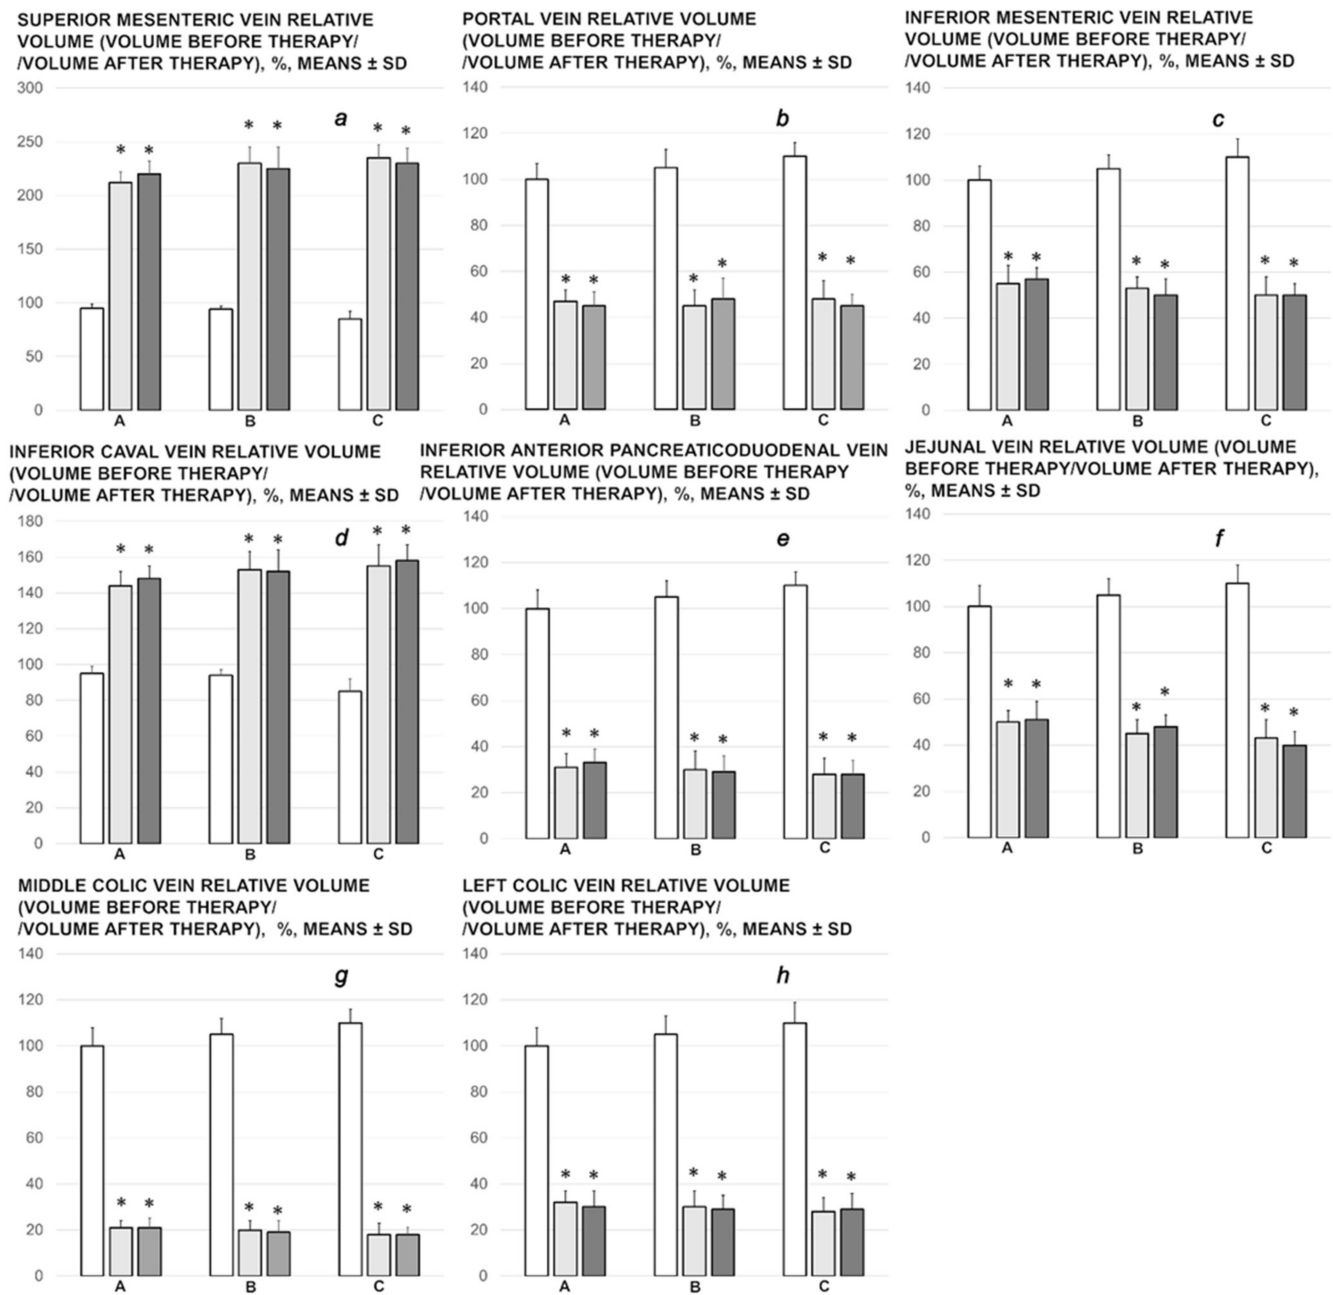 SUPERIOR MESENTERIC VEIN RELATIVE
VOLUME (VOLUME BEFORE THERAPY/
/VOLUME AFTER THERAPY), %, MEANS ± SD
300
250
200
150
100
50
0
a
* * * * * *
A B C
PORTAL VEIN RELATIVE VOLUME
(VOLUME BEFORE THERAPY/
/VOLUME AFTER THERAPY), %, MEANS ± SD
140
120
100
80
60
40
20
0
b
* * * * * *
A B C
INFERIOR MESENTERIC VEIN RELATIVE
VOLUME (VOLUME BEFORE THERAPY/
/VOLUME AFTER THERAPY), %, MEANS ± SD
140
120
100
80
60
40
20
0
c
* * * * * *
A B C
INFERIOR CAVAL VEIN RELATIVE VOLUME
(VOLUME BEFORE THERAPY/
/VOLUME AFTER THERAPY), %, MEANS ± SD
180
160
140
120
100
80
60
40
20
0
d
* * * * * *
A B C
INFERIOR ANTERIOR PANCREATICODUODENAL VEIN
RELATIVE VOLUME (VOLUME BEFORE THERAPY
/VOLUME AFTER THERAPY), %, MEANS ± SD
140
120
100
80
60
40
20
0
e
* * * * * *
A B C
JEJUNAL VEIN RELATIVE VOLUME (VOLUME
BEFORE THERAPY/VOLUME AFTER THERAPY),
%, MEANS ± SD
140
120
100
80
60
40
20
0
f
* * * * * *
A B C
MIDDLE COLIC VEIN RELATIVE VOLUME
(VOLUME BEFORE THERAPY/
/VOLUME AFTER THERAPY), %, MEANS ± SD
140
120
100
80
60
40
20
0
g
* * * * * *
A B C
LEFT COLIC VEIN RELATIVE VOLUME
(VOLUME BEFORE THERAPY/
/VOLUME AFTER THERAPY), %, MEANS ± SD
140
120
100
80
60
40
20
0
h
* * * * * *
A B C